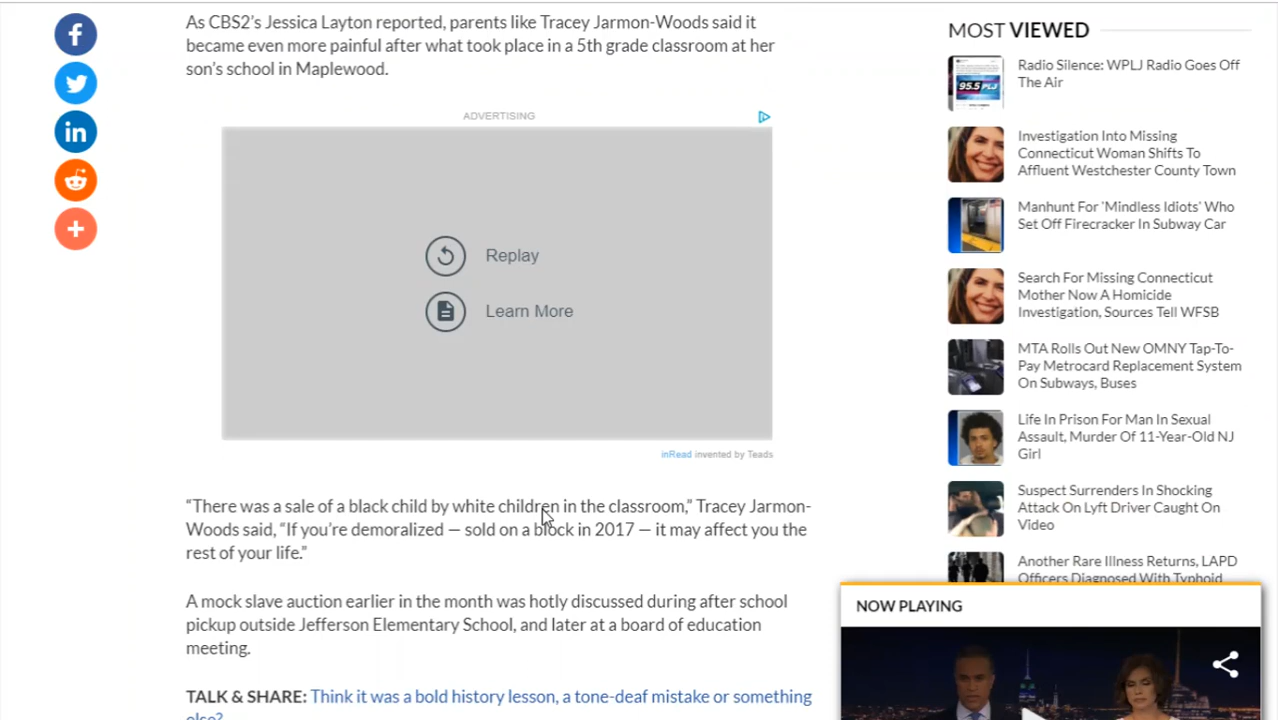 As CBS2’s Jessica Layton reported, parents like Tracey Jarmon-Woods said it
became even more painful after what took place in a 5th grade classroom at her
son’s school in Maplewood.
ADVERTISING
Replay
Learn More
inRead invented by Teads
“There was a sale of a black child by white children in the classroom,” Tracey Jarmon-
Woods said, “If you’re demoralized — sold on a block in 2017 — it may affect you the
rest of your life.”
A mock slave auction earlier in the month was hotly discussed during after school
pickup outside Jefferson Elementary School, and later at a board of education
meeting.
TALK & SHARE: Think it was a bold history lesson, a tone-deaf mistake or something
else?
MOST VIEWED
95.5 PLJ
Radio Silence: WPLJ Radio Goes Off
The Air
Investigation Into Missing
Connecticut Woman Shifts To
Affluent Westchester County Town
Manhunt For 'Mindless Idiots' Who
Set Off Firecracker In Subway Car
Search For Missing Connecticut
Mother Now A Homicide
Investigation, Sources Tell WFSB
MTA Rolls Out New OMNY Tap-To-
Pay Metrocard Replacement System
On Subways, Buses
Life In Prison For Man In Sexual
Assault, Murder Of 11-Year-Old NJ
Girl
Suspect Surrenders In Shocking
Attack On Lyft Driver Caught On
Video
Another Rare Illness Returns, LAPD
Officers Diagnosed With Typhoid
NOW PLAYING